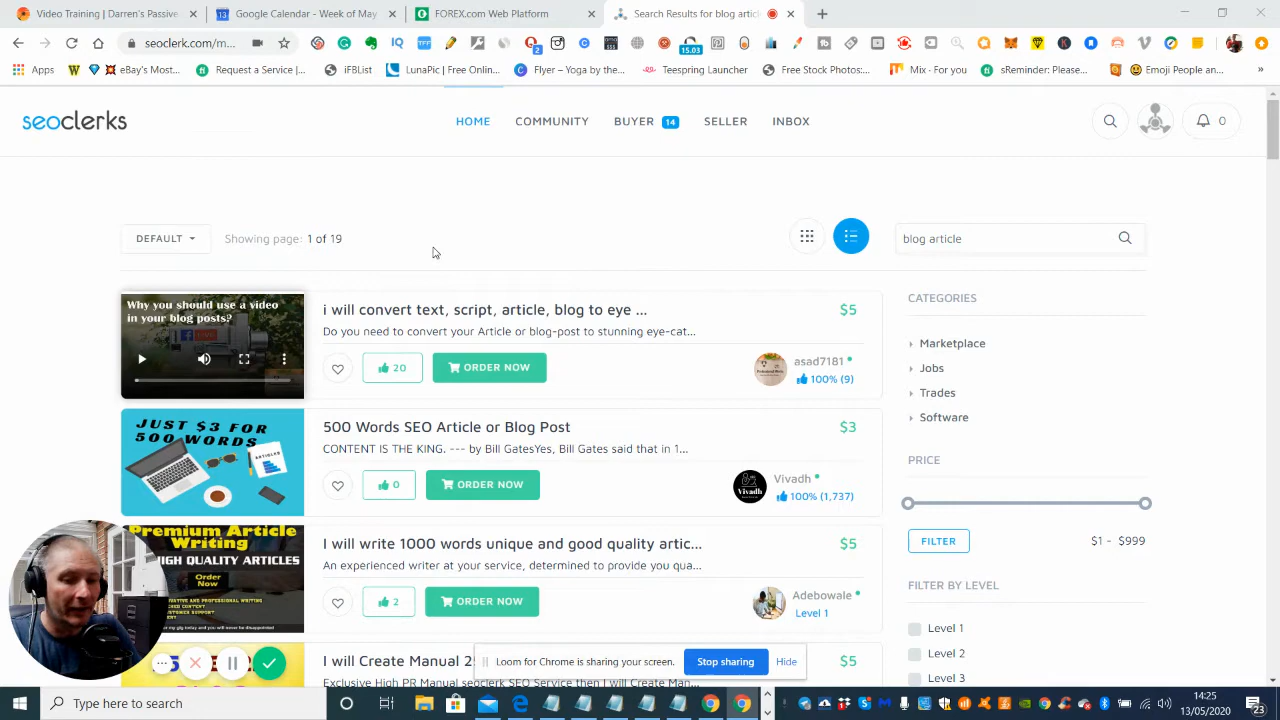 Video Training for Darren's Passive
Google Calendar - Week of May
FOREX.com Web Platform
Search Results for blog article
seoclerk.com/m...
15.03
Apps
eBay's Most...
Request a Service |...
iFBList
LunaPic | Free Onlin...
Flyer – Yoga by the...
Teespring Launcher
Free Stock Photos:...
Mix · For you
sReminder: Please...
Emoji People an...
»
seoclerks
HOME
COMMUNITY
BUYER 14
SELLER
INBOX
0
DEFAULT
Showing page: 1 of 19
blog article
Why you should use a video
in your blog posts?
LIVE
i will convert text, script, article, blog to eye ...
$5
Do you need to convert your Article or blog-post to stunning eye-cat...
20
ORDER NOW
asad7181
100% (9)
JUST $3 FOR
500 WORDS
ARTICLES
500 Words SEO Article or Blog Post
$3
CONTENT IS THE KING. --- by Bill GatesYes, Bill Gates said that in 1...
0
ORDER NOW
Vivadh
Vivadh
100% (1,737)
Premium Article
Writing
HIGH QUALITY ARTICLES
Order
Now
I will write 1000 words unique and good quality artic...
$5
An experienced writer at your service, determined to provide you qua...
2
ORDER NOW
Adebowale
Level 1
I will Create Manual 2
$5
Exclusive High PR Manual seoclerk SEO Service then I will Create Man...
CATEGORIES
Marketplace
Jobs
Trades
Software
PRICE
FILTER
$1 - $999
FILTER BY LEVEL
Level 1
Level 2
Level 3
Loom for Chrome is sharing your screen.
Stop sharing
Hide
Type here to search
14:25
13/05/2020
23